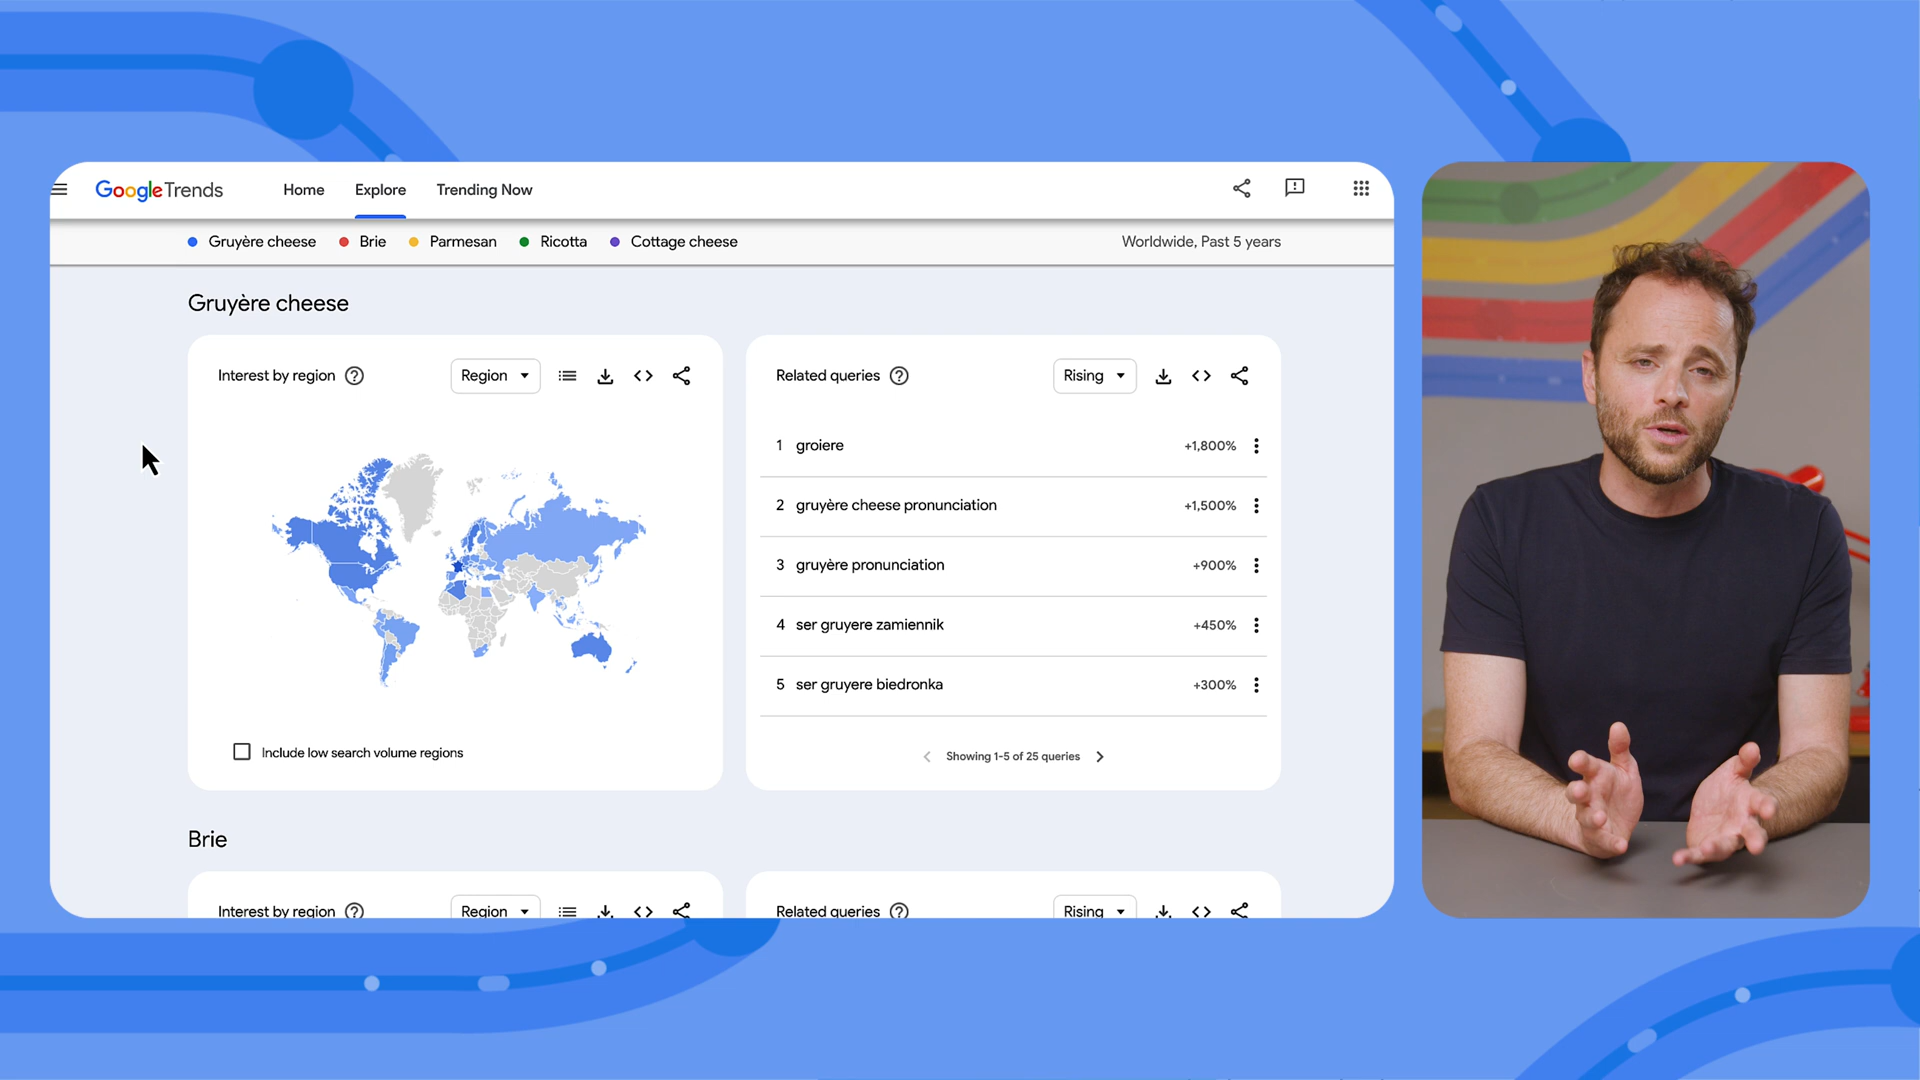 Google Trends Home Explore Trending Now
Gruyère cheese Brie Parmesan Ricotta Cottage cheese Worldwide, Past 5 years
Gruyère cheese
Interest by region Region
Include low search volume regions
Related queries Rising
1 groiere +1,800%
2 gruyère cheese pronunciation +1,500%
3 gruyère pronunciation +900%
4 ser gruyere zamiennik +450%
5 ser gruyere biedronka +300%
Showing 1-5 of 25 queries
Brie
Interest by region Region
Related queries Rising